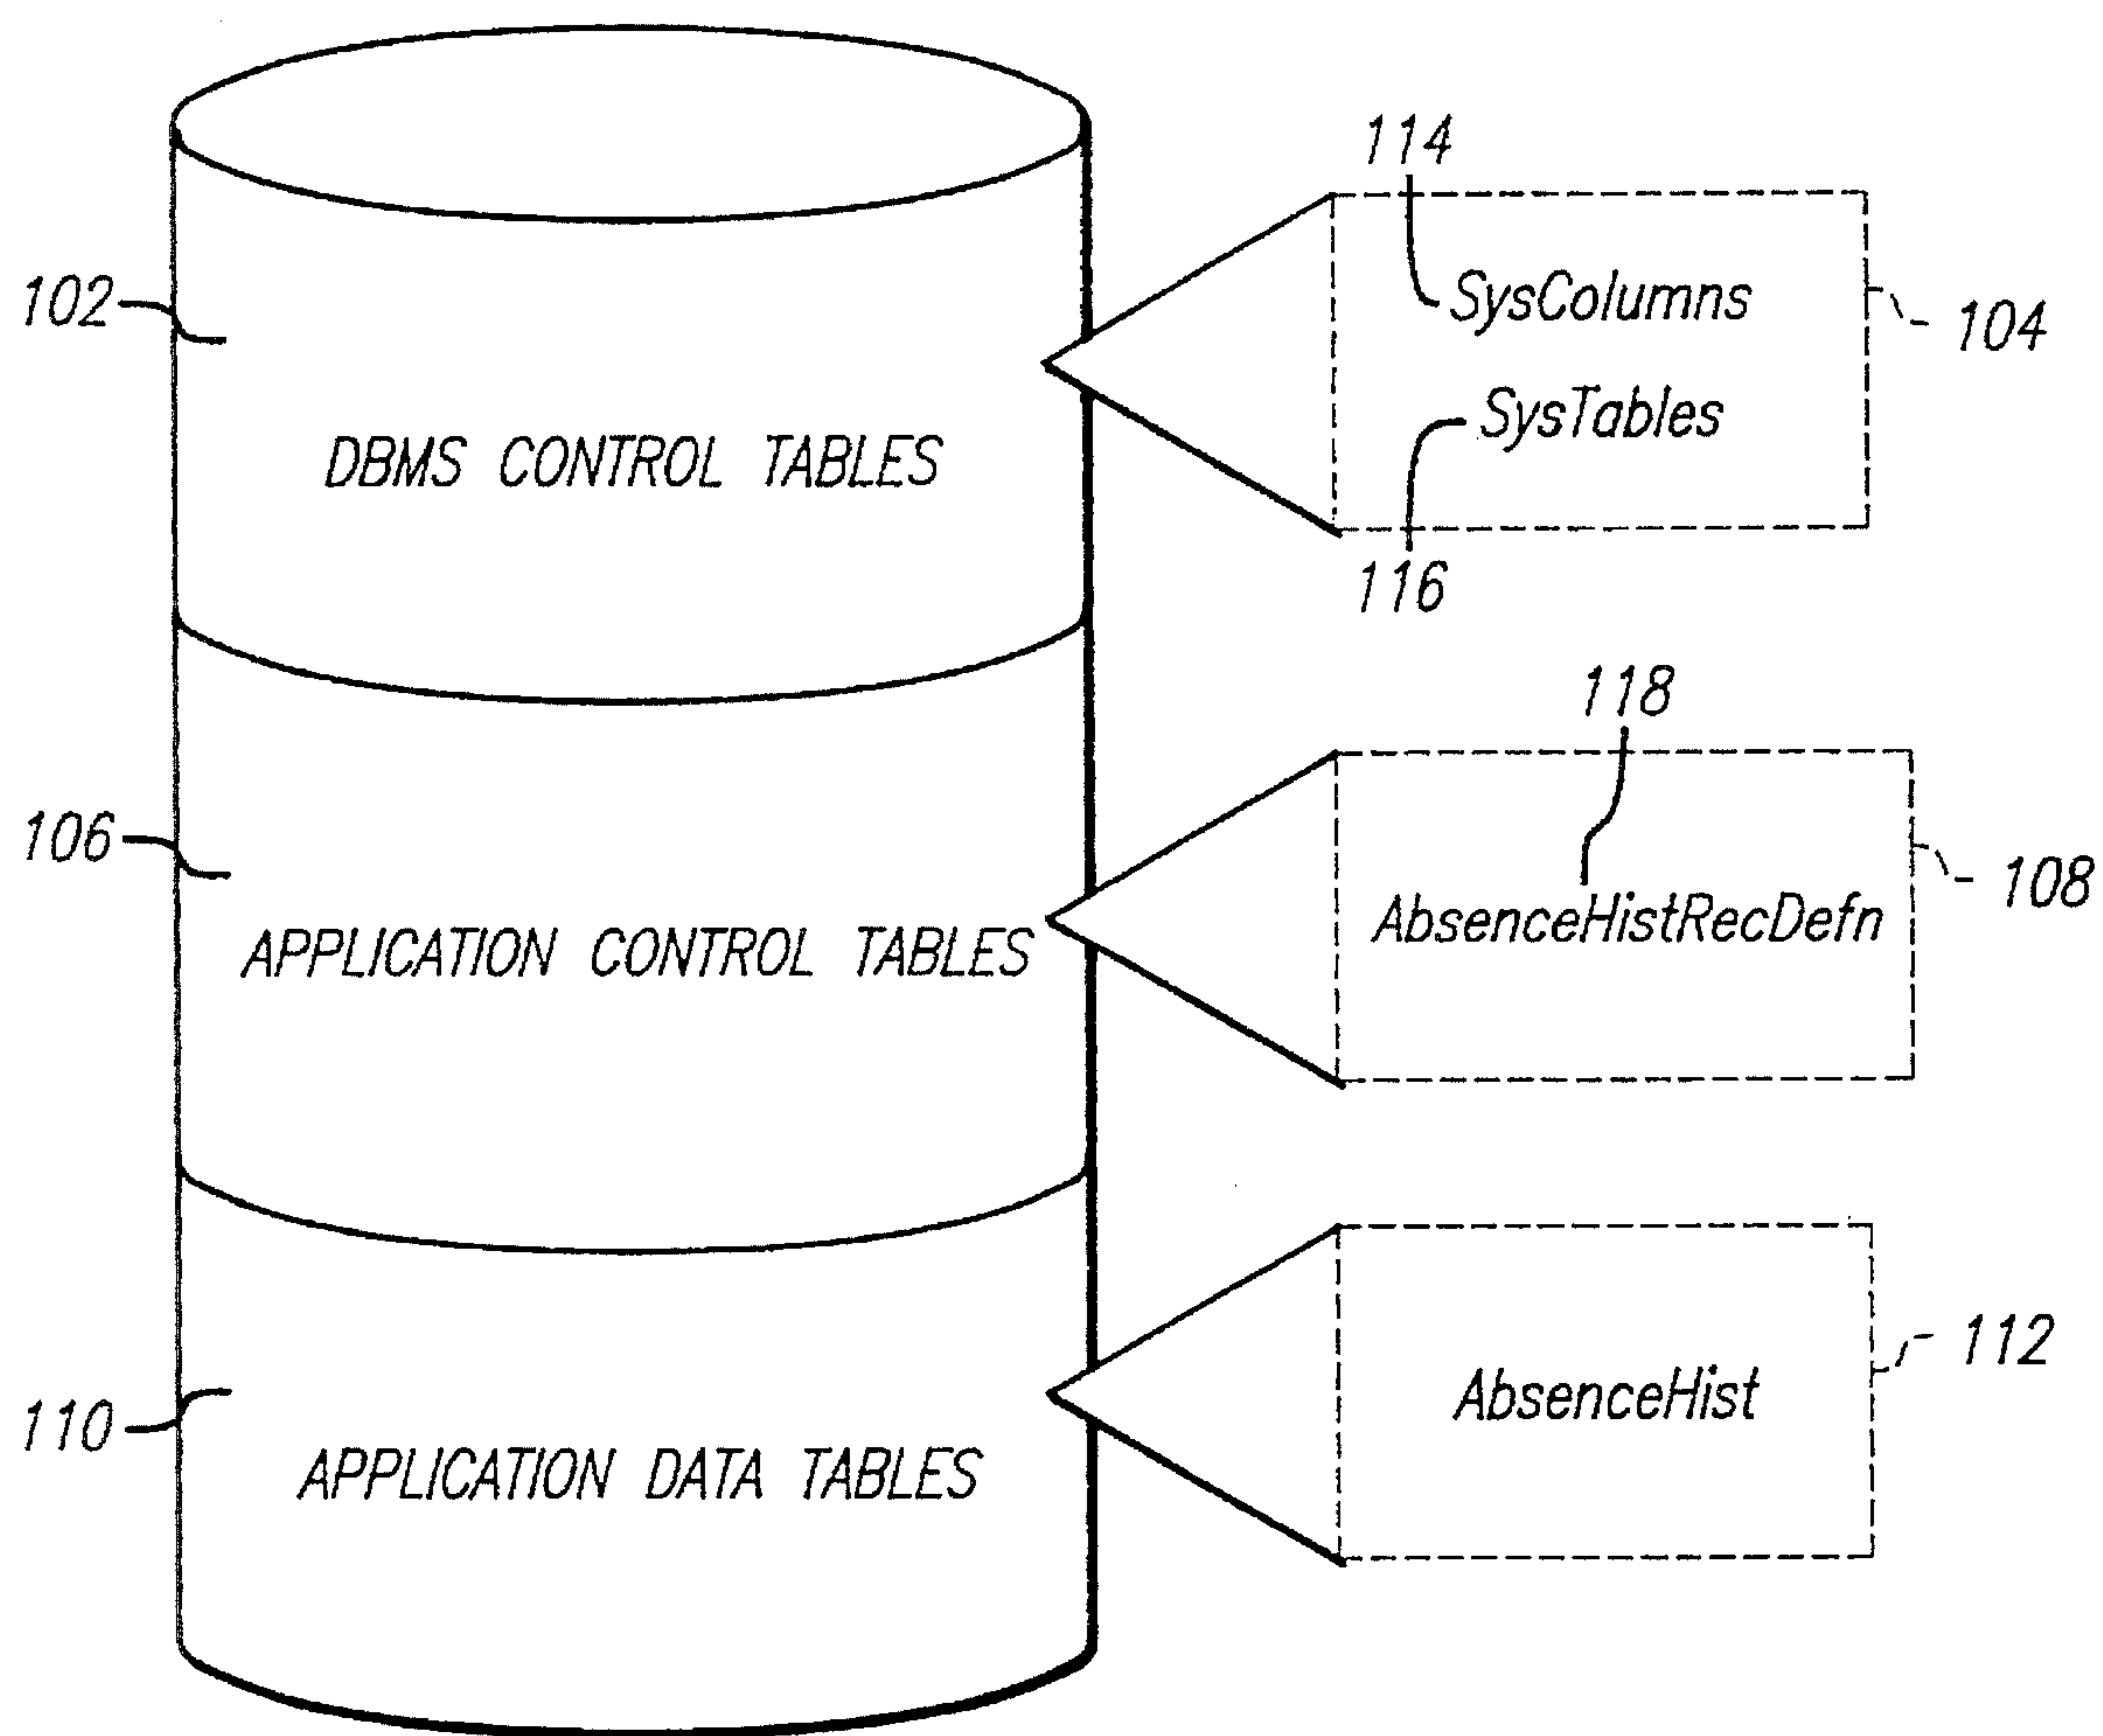 114
102
SysColumns
104
SysTables
DBMS CONTROL TABLES
116
118
106
108
AbsenceHistRecDefn
APPLICATION CONTROL TABLES
112
AbsenceHist
110
APPLICATION DATA TABLES